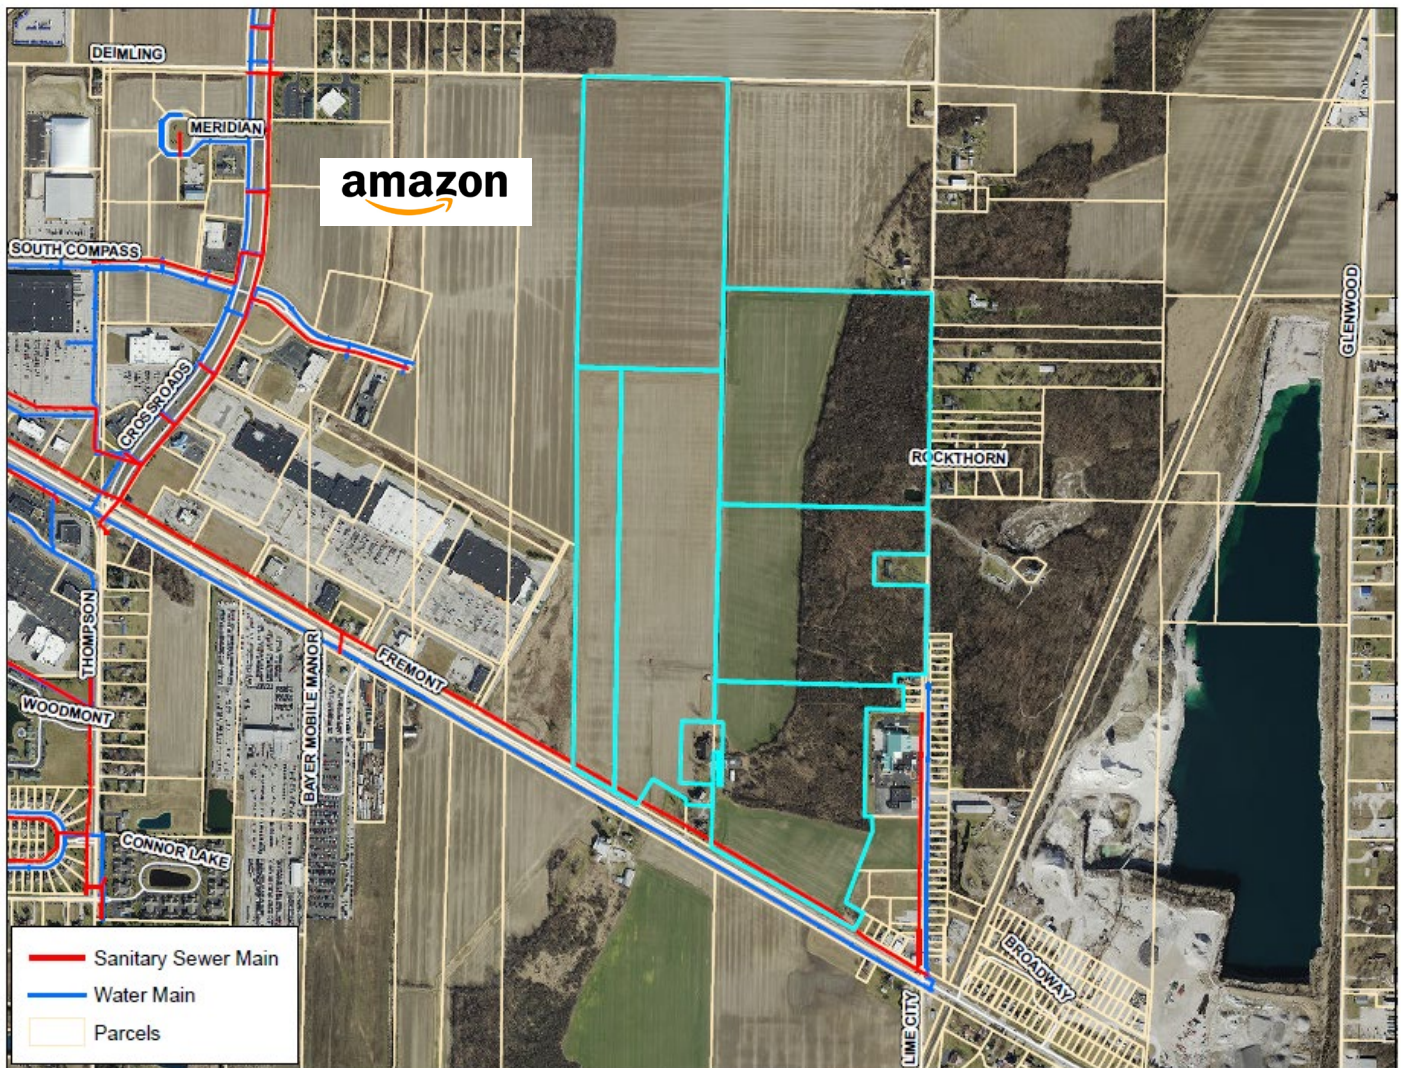 DEIMLING
MERIDIAN
amazon
SOUTH COMPASS
GLENWOOD
CROSSROADS
ROCKTHORN
THOMPSON
BAYER MOBILE MANOR
FREMONT
WOODMONT
CONNOR LAKE
BROADWAY
LIME CITY
Sanitary Sewer Main
Water Main
Parcels